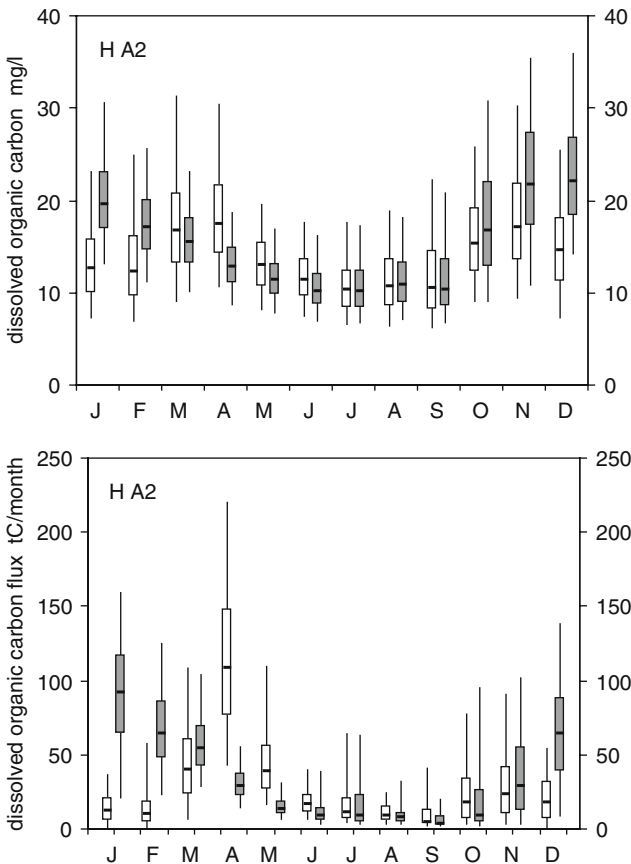 40 40
H A2
30 30
20 20
10 10
0 0
J F M A M J J A S O N D
dissolved organic carbon mg/l
250 250
H A2
200 200
150 150
100 100
50 50
0 0
J F M A M J J A S O N D
dissolved organic carbon flux tC/month